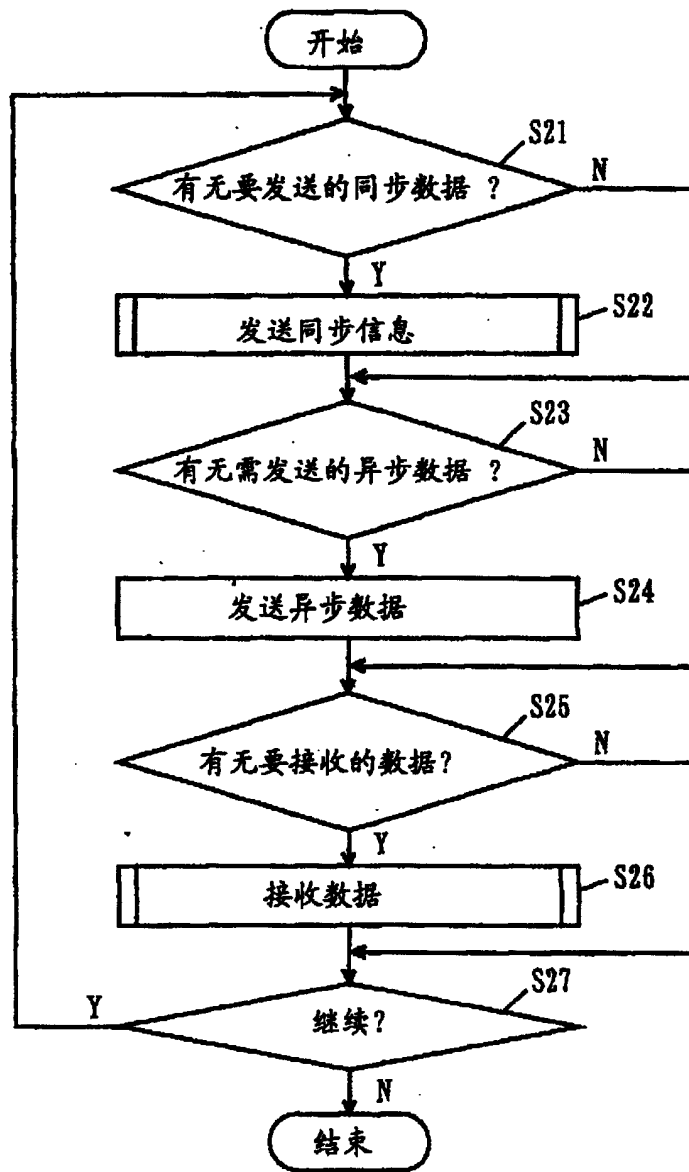 开始
S21
有无要发送的同步数据 ?
N
Y
S22
发送同步信息
S23
有无需发送的异步数据 ?
N
Y
S24
发送异步数据
S25
有无要接收的数据?
N
Y
S26
接收数据
S27
Y
继续?
N
结束